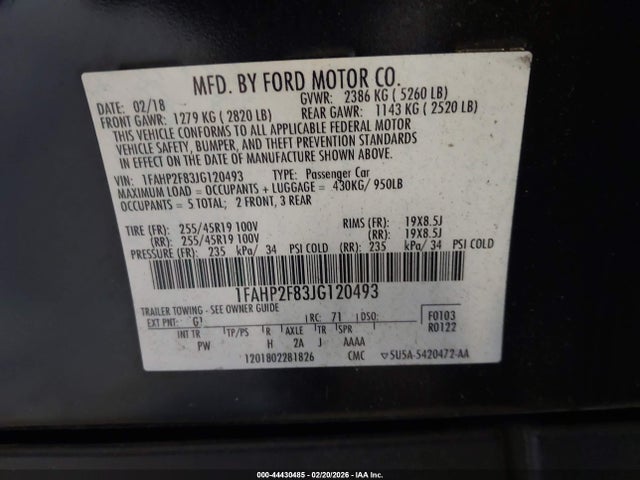 MFD. BY FORD MOTOR CO.
DATE: 02/18 GVWR: 2386 KG ( 5260 LB)
FRONT GAWR: 1279 KG ( 2820 LB) REAR GAWR: 1143 KG ( 2520 LB)
THIS VEHICLE CONFORMS TO ALL APPLICABLE FEDERAL MOTOR
VEHICLE SAFETY, BUMPER, AND THEFT PREVENTION STANDARDS
IN EFFECT ON THE DATE OF MANUFACTURE SHOWN ABOVE.
VIN: 1FAHP2F83JG120493 TYPE: Passenger Car
MAXIMUM LOAD = OCCUPANTS + LUGGAGE = 430KG/ 950LB
OCCUPANTS = 5 TOTAL; 2 FRONT, 3 REAR
TIRE (FR): 255/45R19 100V RIMS (FR): 19X8.5J
(RR): 255/45R19 100V (RR): 19X8.5J
PRESSURE (FR): 235 kPa/ 34 PSI COLD (RR): 235 kPa/ 34 PSI COLD
1FAHP2F83JG120493
TRAILER TOWING - SEE OWNER GUIDE
EXT PNT: G1 RC: 71 DSO: F0103
INT TR TP/PS R AXLE TR SPR R0122
PW H 2A J AAAA
1201802281826 CMC ▽5U5A-5420472-AA
000-44430485 - 02/20/2026 - IAA Inc.